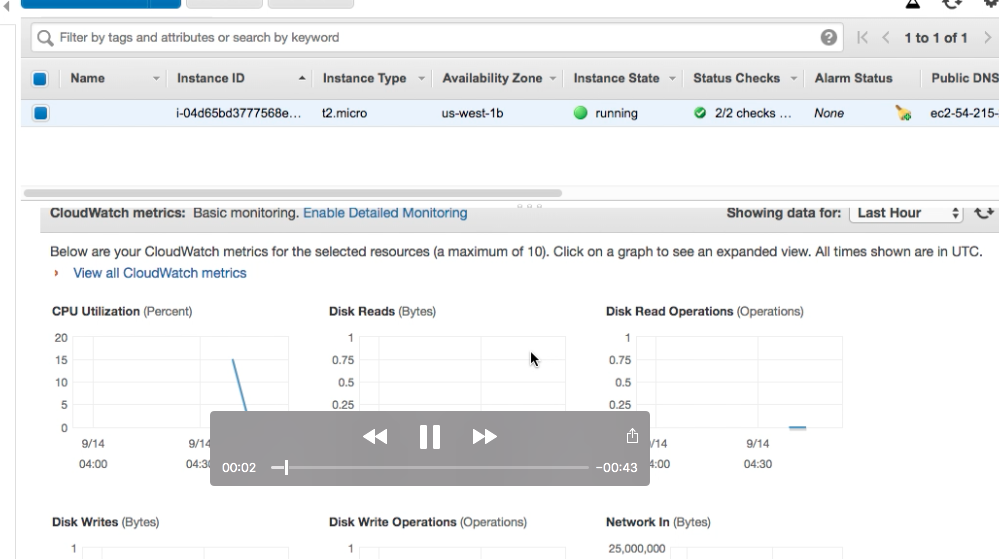 Filter by tags and attributes or search by keyword
1 to 1 of 1
Name Instance ID Instance Type Availability Zone Instance State Status Checks Alarm Status Public DNS
i-04d65bd3777568e... t2.micro us-west-1b running 2/2 checks ... None ec2-54-215-
CloudWatch metrics: Basic monitoring. Enable Detailed Monitoring Showing data for: Last Hour
Below are your CloudWatch metrics for the selected resources (a maximum of 10). Click on a graph to see an expanded view. All times shown are in UTC.
View all CloudWatch metrics
CPU Utilization (Percent) Disk Reads (Bytes) Disk Read Operations (Operations)
20 1 1
15 0.75 0.75
10 0.5 0.5
5 0.25 0.25
0
9/14 9/14 /14 9/14
04:00 04:30 4:00 04:30
00:02 -00:43
Disk Writes (Bytes) Disk Write Operations (Operations) Network In (Bytes)
1 1 25,000,000